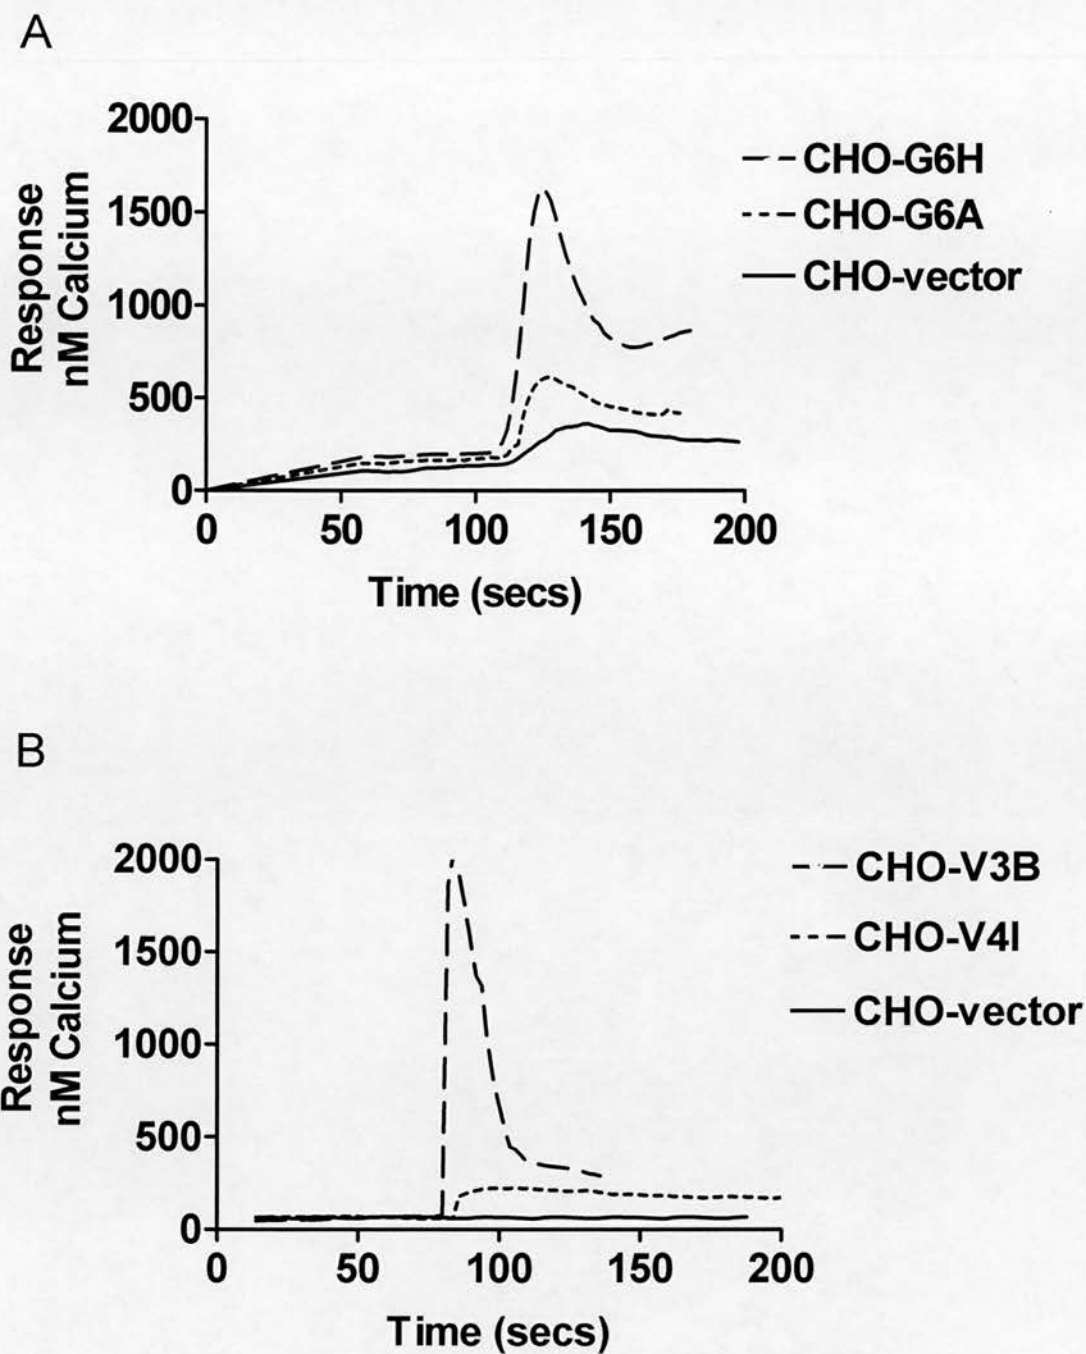 A
2000
1500
1000
500
0
Response
nM Calcium
0 50 100 150 200
Time (secs)
CHO-G6H
CHO-G6A
CHO-vector
B
2000
1500
1000
500
0
Response
nM Calcium
0 50 100 150 200
Time (secs)
CHO-V3B
CHO-V4I
CHO-vector